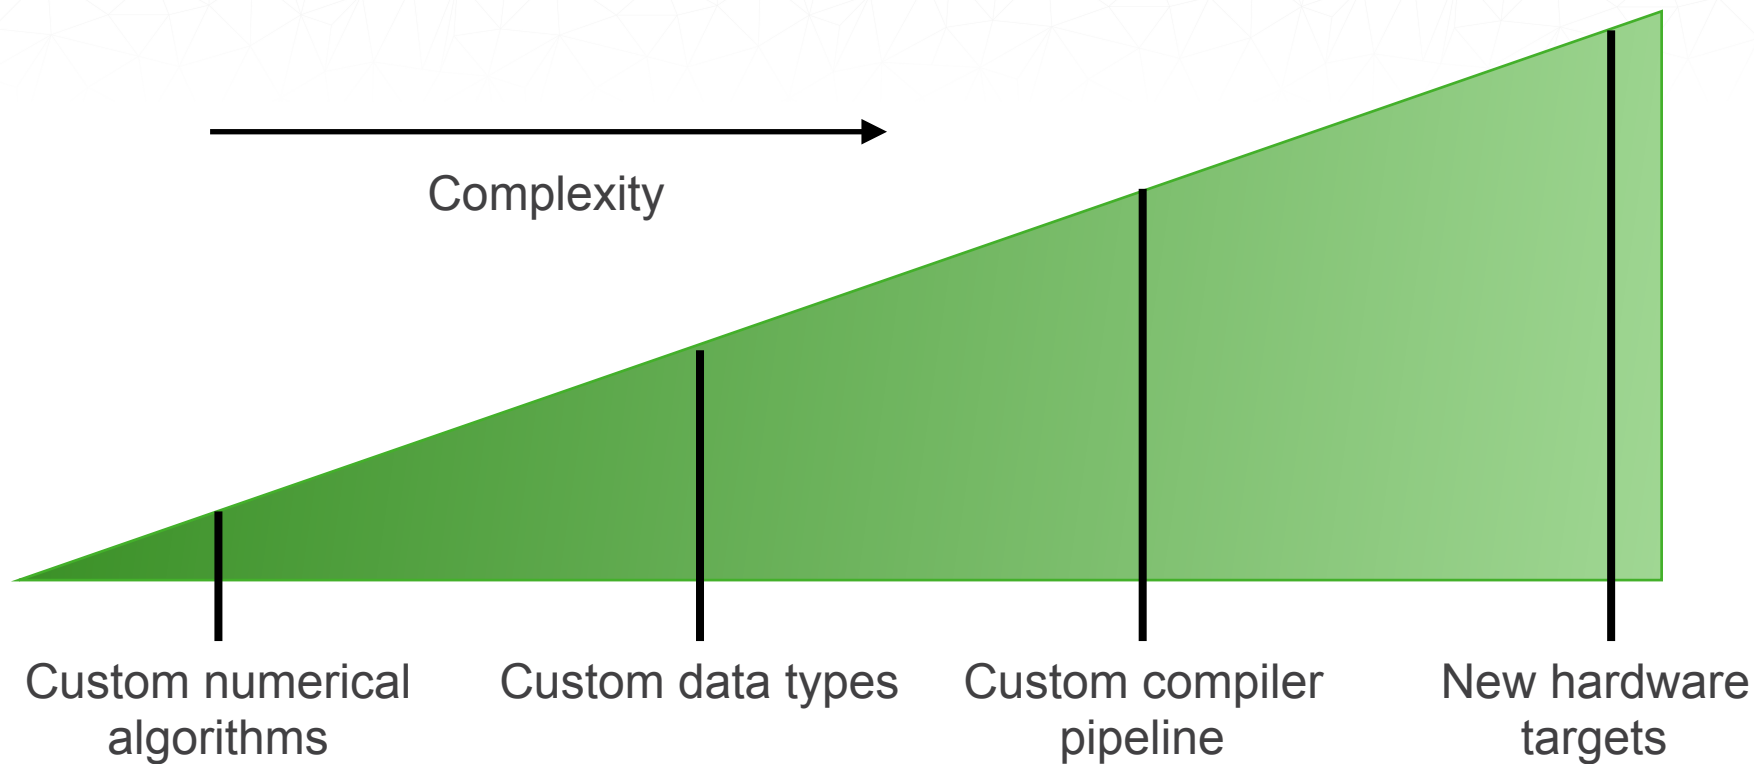 Complexity
Custom numerical
algorithms
Custom data types
Custom compiler
pipeline
New hardware
targets